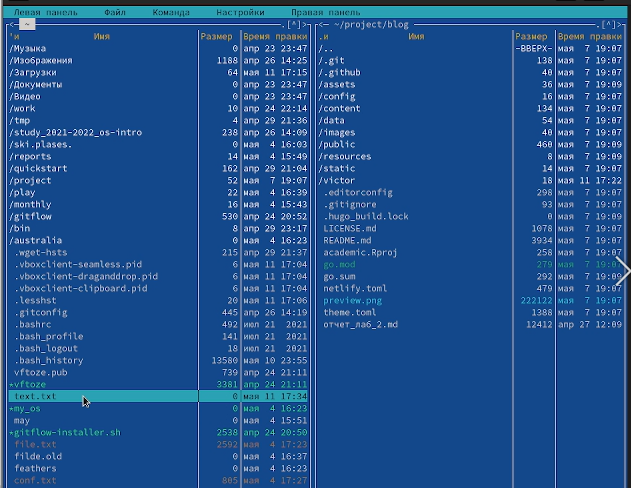 Левая панель Файл Команда Настройки Правая панель
<─ ~ .[^]>
'и Имя Размер Время правки
/Музыка 0 апр 23 23:47
/Изображения 1188 апр 26 14:25
/Загрузки 64 мая 11 17:15
/Документы 0 апр 23 23:47
/Видео 0 апр 23 23:47
/work 10 апр 24 22:14
/tmp 4 апр 29 21:36
/study_2021-2022_os-intro 238 апр 26 14:09
/ski.plases. 0 мая 4 16:03
/reports 14 мая 4 15:49
/quickstart 162 апр 29 21:04
/project 52 мая 7 19:07
/play 22 мая 4 16:39
/monthly 16 мая 4 15:43
/gitflow 530 апр 24 20:52
/bin 8 апр 29 23:17
/australia 0 мая 4 16:23
.wget-hsts 215 апр 29 21:37
.vboxclient-seamless.pid 6 мая 11 17:04
.vboxclient-draganddrop.pid 6 мая 11 17:04
.vboxclient-clipboard.pid 6 мая 11 17:04
.lesshst 20 мая 11 17:06
.gitconfig 445 апр 26 14:19
.bashrc 492 июл 21 2021
.bash_profile 141 июл 21 2021
.bash_logout 18 июл 21 2021
.bash_history 13580 мая 10 23:55
vftoze.pub 739 апр 24 21:11
*vftoze 3381 апр 24 21:11
text.txt 0 мая 11 17:34
*my_os 0 мая 4 16:23
may 0 мая 4 15:51
*gitflow-installer.sh 2538 апр 24 20:50
file.txt 2592 мая 4 17:23
filde.old 0 мая 4 16:37
feathers 0 мая 4 16:23
conf.txt 805 мая 4 17:27
<─ ~/project/blog .[^]>
.и Имя Размер Время правки
/.. -ВВЕРХ- мая 7 19:07
/.git 138 мая 7 19:07
/.github 40 мая 7 19:07
/assets 36 мая 7 19:09
/config 16 мая 7 19:07
/content 134 мая 7 19:07
/data 54 мая 7 19:07
/images 40 мая 7 19:07
/public 460 мая 7 19:09
/resources 8 мая 7 19:09
/static 14 мая 7 19:07
/victor 18 мая 11 17:22
.editorconfig 298 мая 7 19:07
.gitignore 93 мая 7 19:07
.hugo_build.lock 0 мая 7 19:09
LICENSE.md 1078 мая 7 19:07
README.md 3934 мая 7 19:07
academic.Rproj 258 мая 7 19:07
go.mod 279 мая 7 19:07
go.sum 292 мая 7 19:07
netlify.toml 479 мая 7 19:07
preview.png 222122 мая 7 19:07
theme.toml 1388 мая 7 19:07
отчет_ла6_2.md 12412 апр 27 12:09